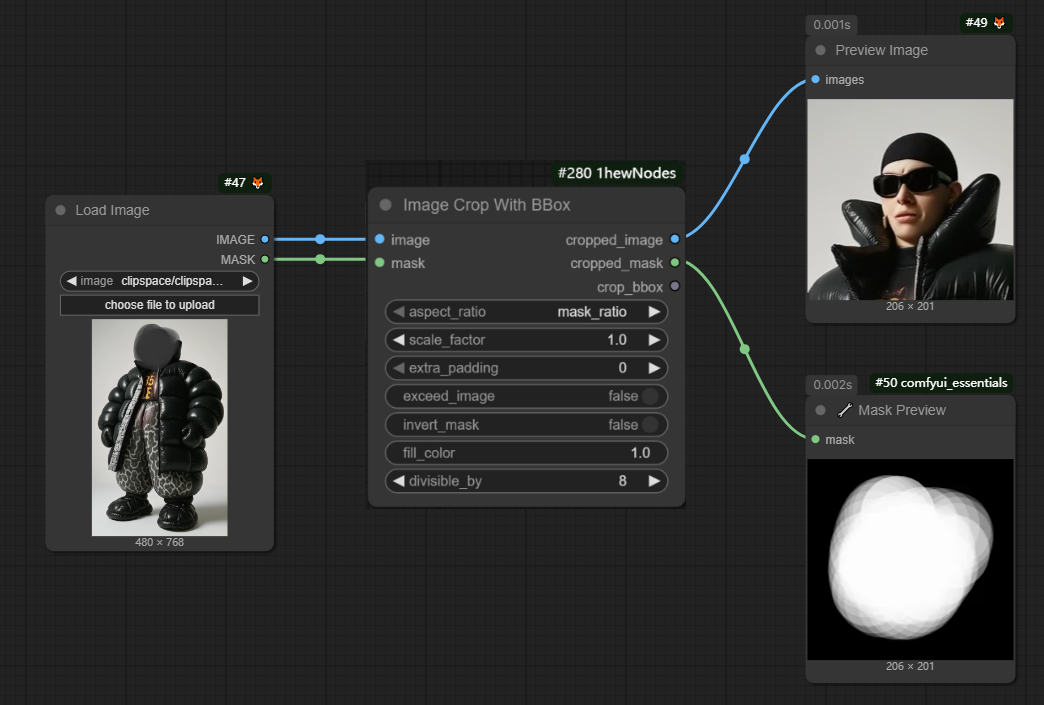 #47
Load Image
IMAGE
MASK
image clipspace/clipspa...
choose file to upload
480 × 768
#280 1hewNodes
Image Crop With BBox
image cropped_image
mask cropped_mask
crop_bbox
aspect_ratio mask_ratio
scale_factor 1.0
extra_padding 0
exceed_image false
invert_mask false
fill_color 1.0
divisible_by 8
0.001s #49
Preview Image
images
206 × 201
0.002s #50 comfyui_essentials
Mask Preview
mask
206 × 201